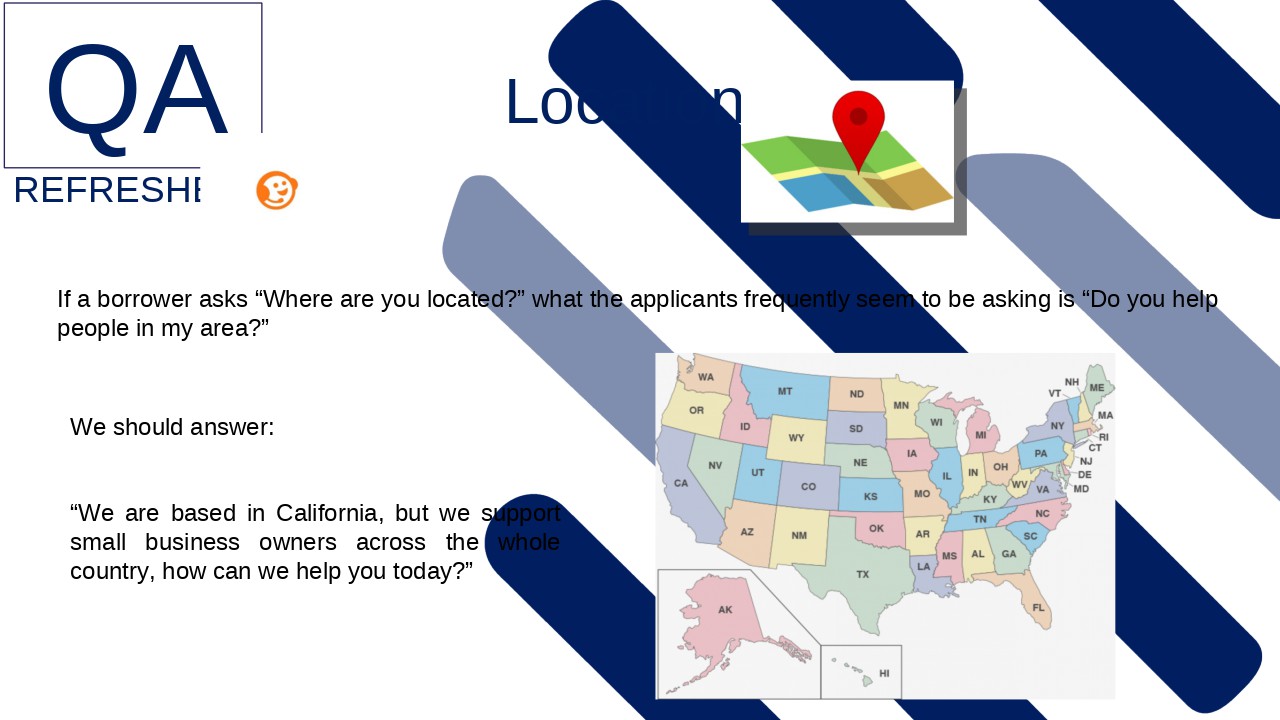 QA
REFRESHE
Location
If a borrower asks “Where are you located?” what the applicants frequently seem to be asking is “Do you help
people in my area?”
We should answer:
“We are based in California, but we support
small business owners across the whole
country, how can we help you today?”
WA
OR
CA
ID
NV
MT
WY
UT
CO
AZ
NM
ND
SD
NE
KS
OK
TX
MN
IA
MO
AR
LA
WI
IL
MI
IN
OH
KY
TN
MS
AL
GA
FL
SC
NC
VA
WV
PA
NY
VT
NH
ME
MA
RI
CT
NJ
DE
MD
AK
HI